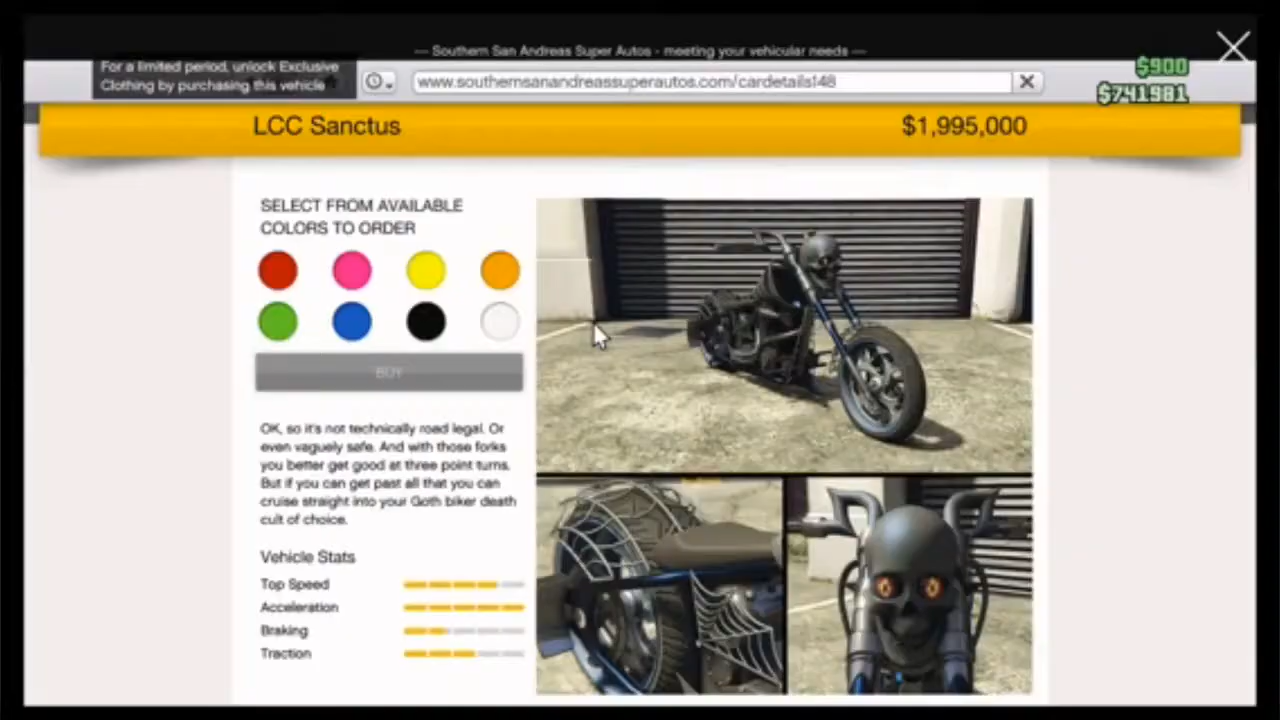 — Southern San Andreas Super Autos - meeting your vehicular needs —
For a limited period, unlock Exclusive
Clothing by purchasing this vehicle
www.southernsanandreassuperautos.com/cardetails148
$900
$741981
LCC Sanctus
$1,995,000
SELECT FROM AVAILABLE
COLORS TO ORDER
BUY
OK, so it's not technically road legal. Or
even vaguely safe. And with those forks
you better get good at three point turns.
But if you can get past all that you can
cruise straight into your Goth biker death
cult of choice.
Vehicle Stats
Top Speed
Acceleration
Braking
Traction